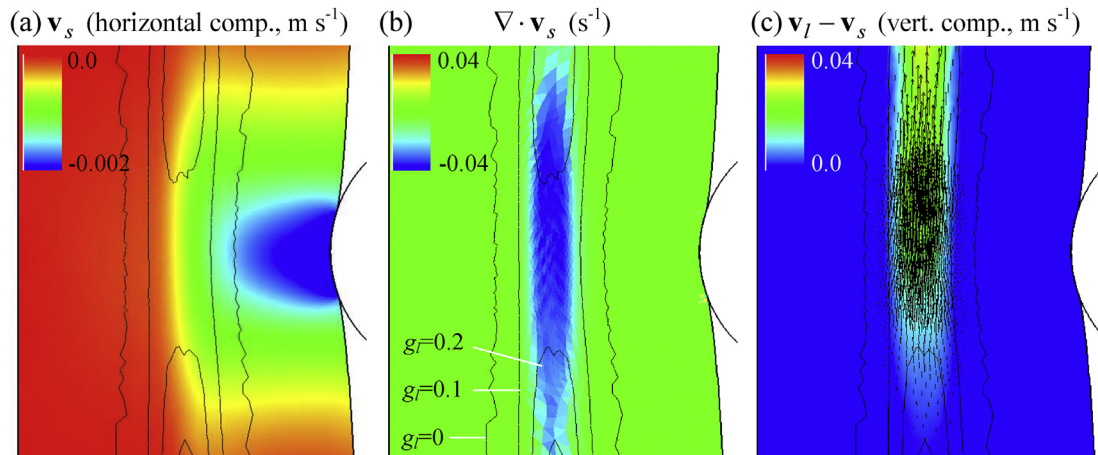 (a) v_s (horizontal comp., m s⁻¹)
(b) ∇ · v_s (s⁻¹)
(c) v_l − v_s (vert. comp., m s⁻¹)
0.0
-0.002
0.04
-0.04
0.04
0.0
g_l=0.2
g_l=0.1
g_l=0